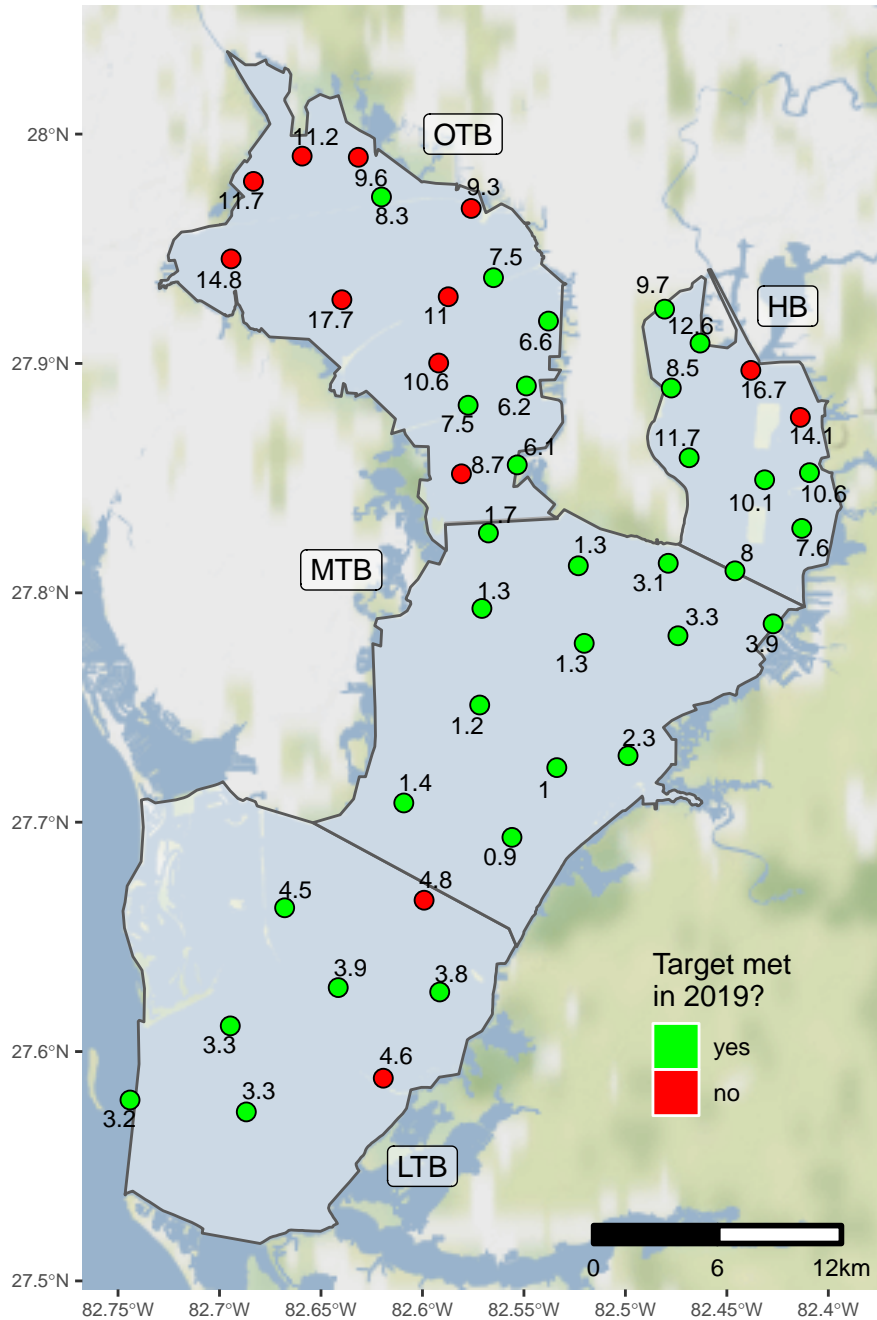 28°N
27.9°N
27.8°N
27.7°N
27.6°N
27.5°N
OTB
11.2
9.6
11.7
8.3
9.3
14.8
17.7
7.5
11
6.6
10.6
6.2
7.5
8.7
6.1
HB
9.7
12.6
8.5
16.7
14.1
11.7
10.1
10.6
7.6
8
MTB
1.7
1.3
3.1
1.3
3.3
1.3
3.9
1.2
2.3
1
1.4
0.9
4.8
4.5
3.9
3.8
3.3
4.6
3.3
3.2
LTB
Target met
in 2019?
yes
no
0 6 12km
82.75°W 82.7°W 82.65°W 82.6°W 82.55°W 82.5°W 82.45°W 82.4°W